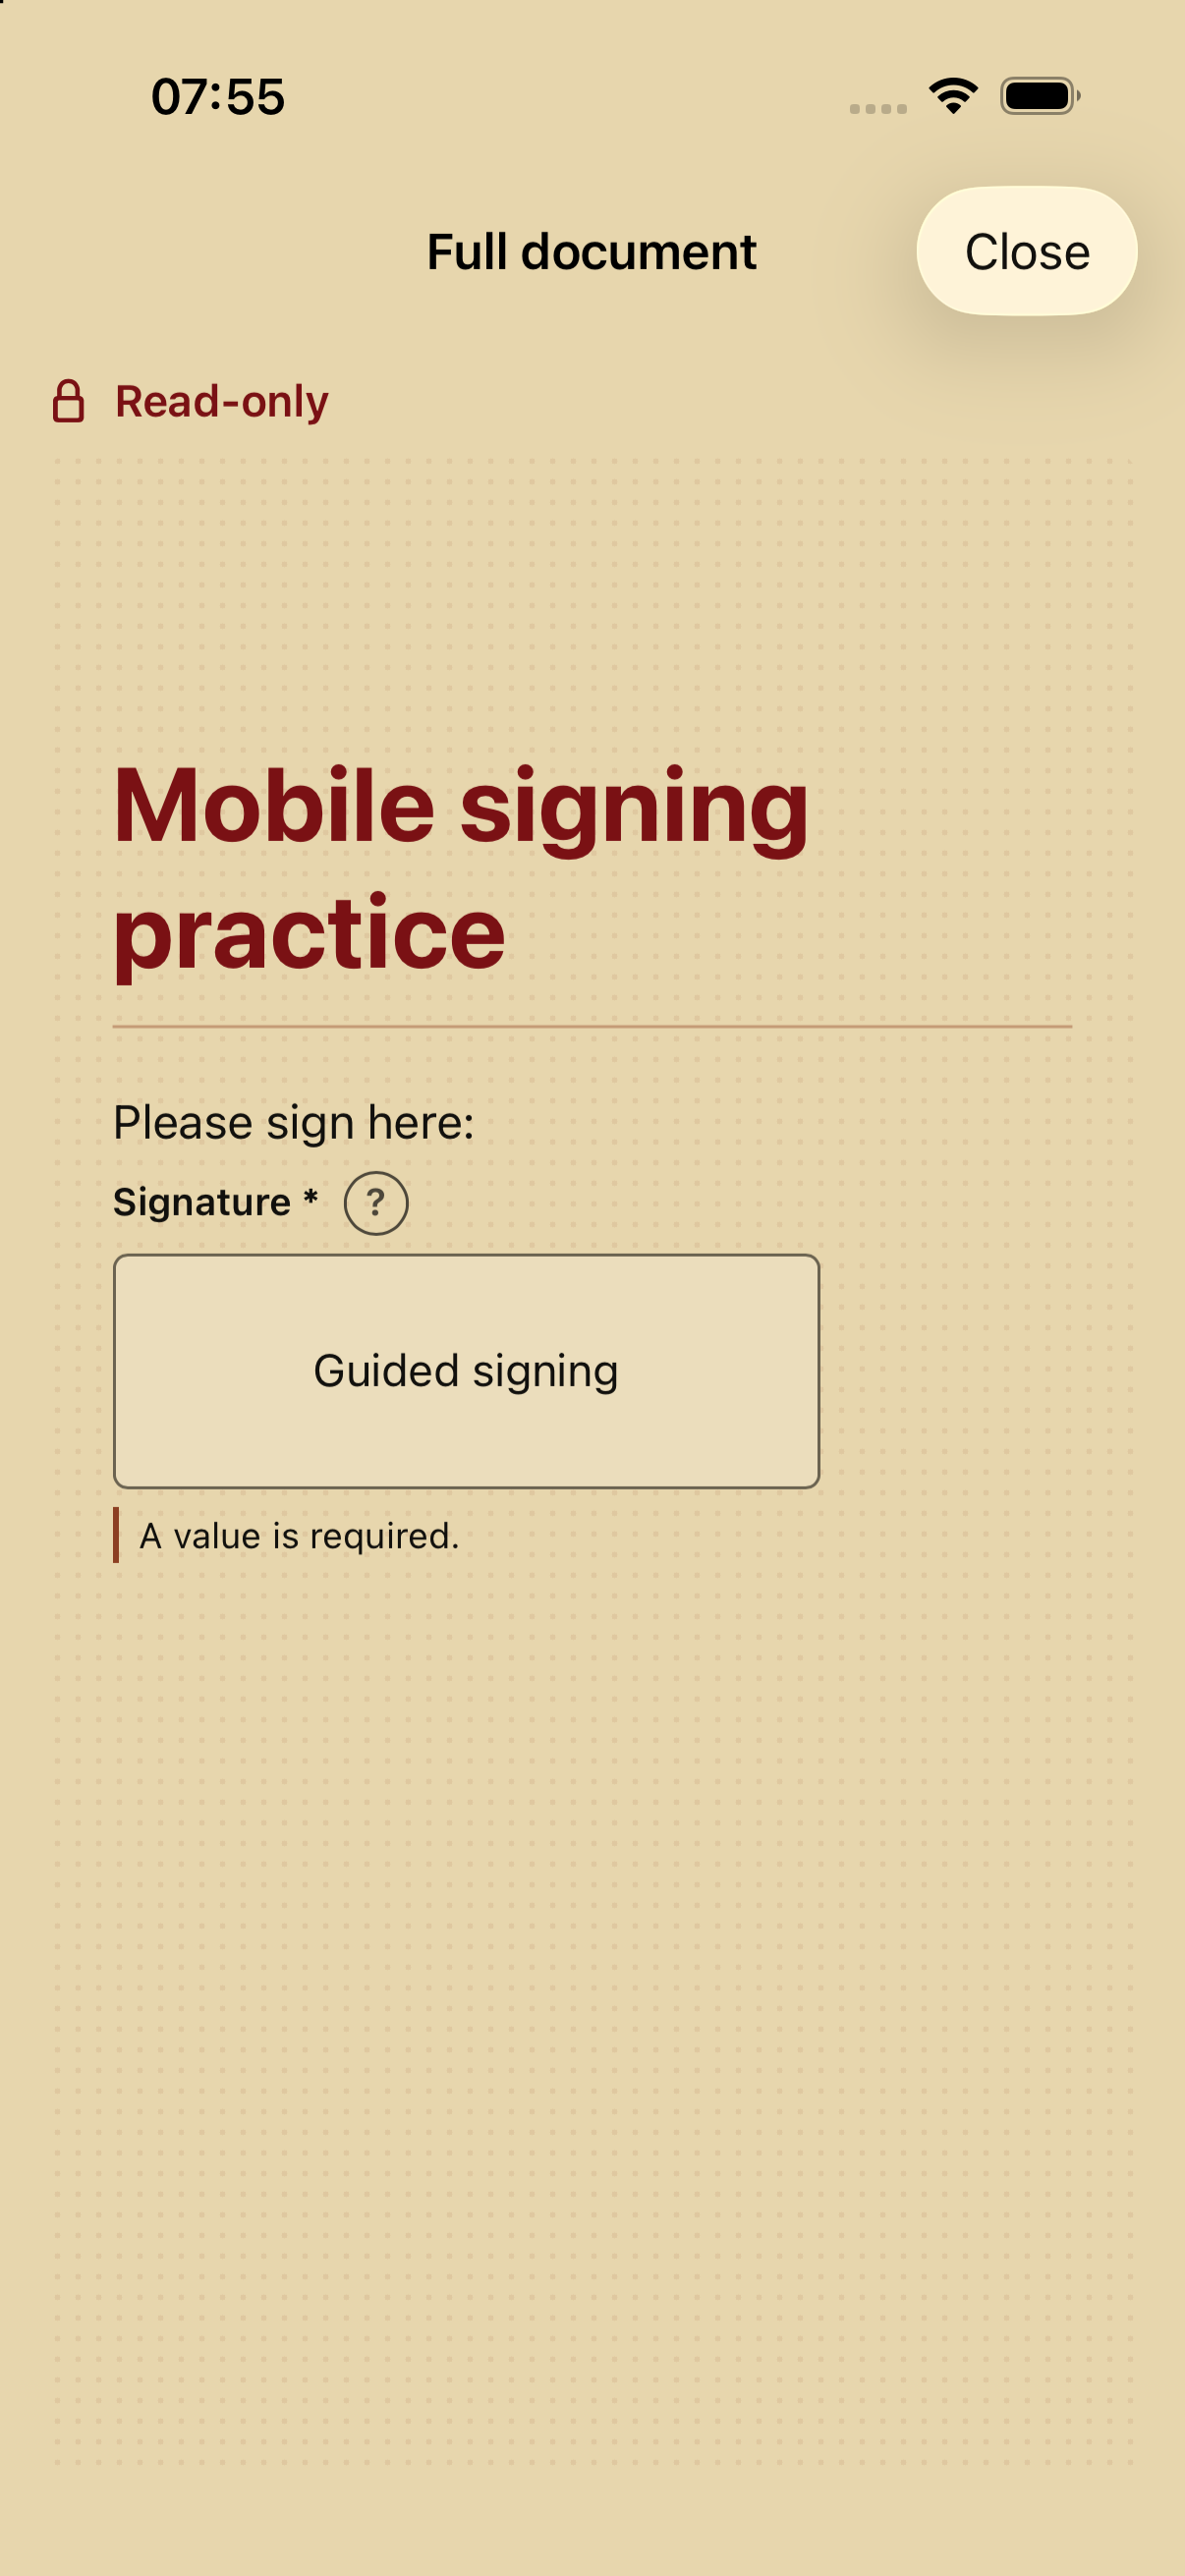 07:55
Full document
Close
Read-only
Mobile signing
practice
Please sign here:
Signature * ?
Guided signing
A value is required.